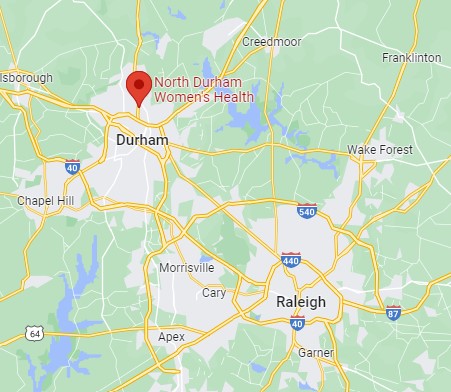 Creedmoor
Franklinton
lsborough
North Durham
Women's Health
Durham
Wake Forest
40
Chapel Hill
540
440
Morrisville
Cary
Raleigh
87
40
64
Apex
Garner